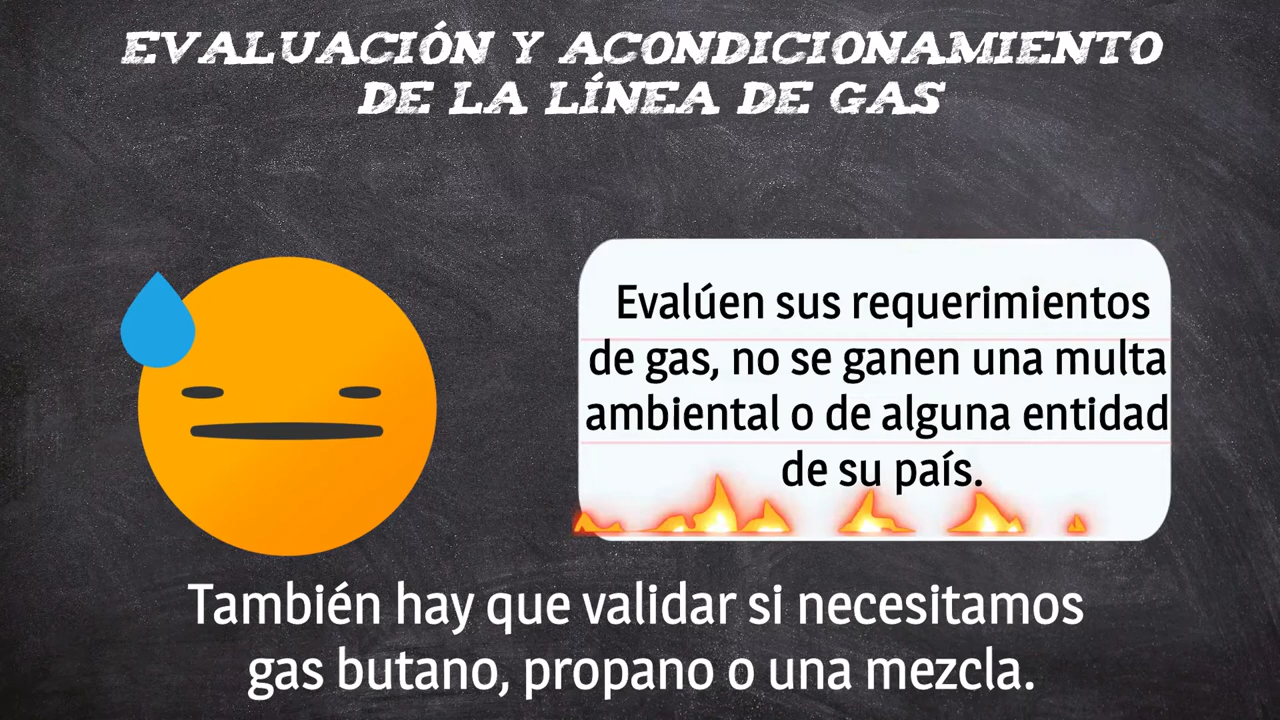 EVALUACIÓN Y ACONDICIONAMIENTO
DE LA LÍNEA DE GAS
Evalúen sus requerimientos
de gas, no se ganen una multa
ambiental o de alguna entidad
de su país.
También hay que validar si necesitamos
gas butano, propano o una mezcla.